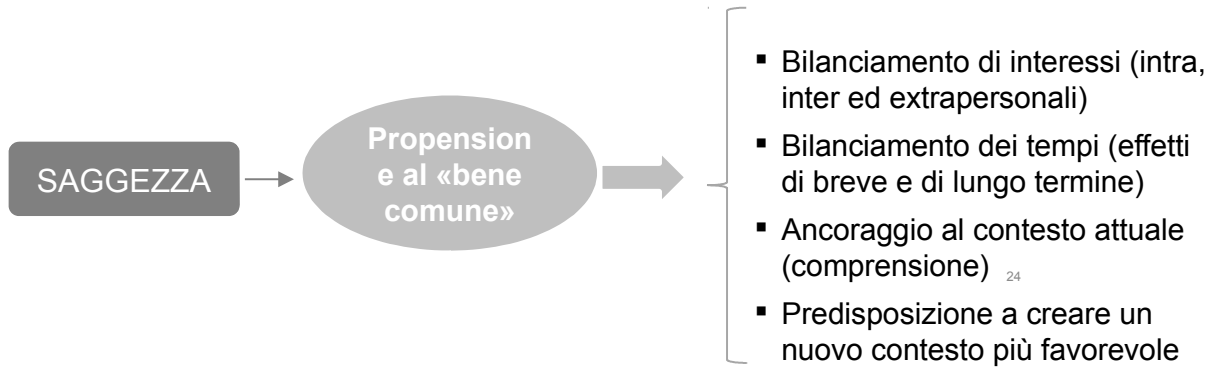 SAGGEZZA
Propension
e al «bene
comune»
▪ Bilanciamento di interessi (intra,
inter ed extrapersonali)
▪ Bilanciamento dei tempi (effetti
di breve e di lungo termine)
▪ Ancoraggio al contesto attuale
(comprensione) 24
▪ Predisposizione a creare un
nuovo contesto più favorevole